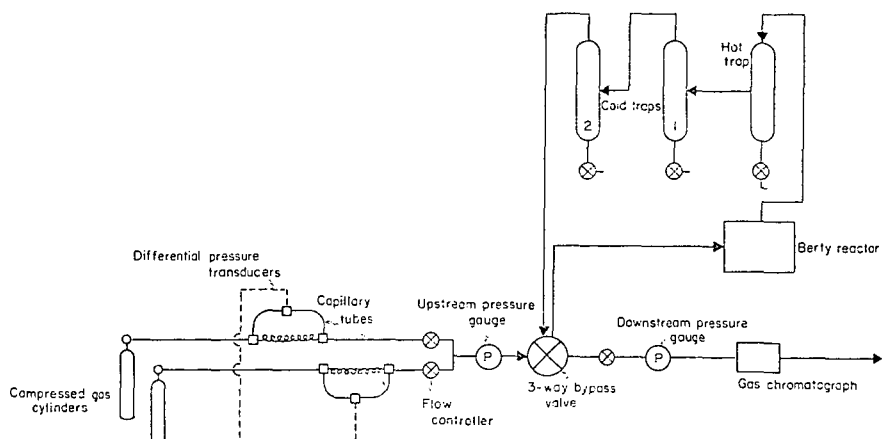 Hot
trap
Cold traps
2
1
Berty reactor
Differential pressure
transducers
Capillary
tubes
Upstream pressure
gauge
Downstream pressure
gauge
P
P
Compressed gas
cylinders
Flow
controller
3-way bypass
valve
Gas chromatograph